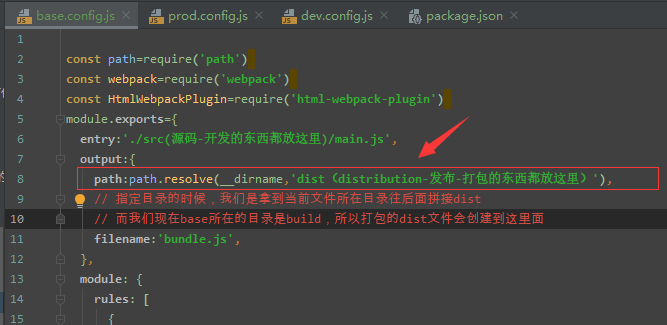 base.config.js prod.config.js dev.config.js package.json
1
2 const path=require('path')
3 const webpack=require('webpack')
4 const HtmlWebpackPlugin=require('html-webpack-plugin')
5 module.exports={
6 entry:'./src(源码-开发的东西都放这里)/main.js',
7 output:{
8 path:path.resolve(__dirname,'dist（distribution-发布-打包的东西都放这里）'),
9 // 指定目录的时候，我们是拿到当前文件所在目录往后面拼接dist
10 // 而我们现在base所在的目录是build，所以打包的dist文件会创建到这里面
11 filename:'bundle.js',
12 },
13 module: {
14 rules: [
15 {